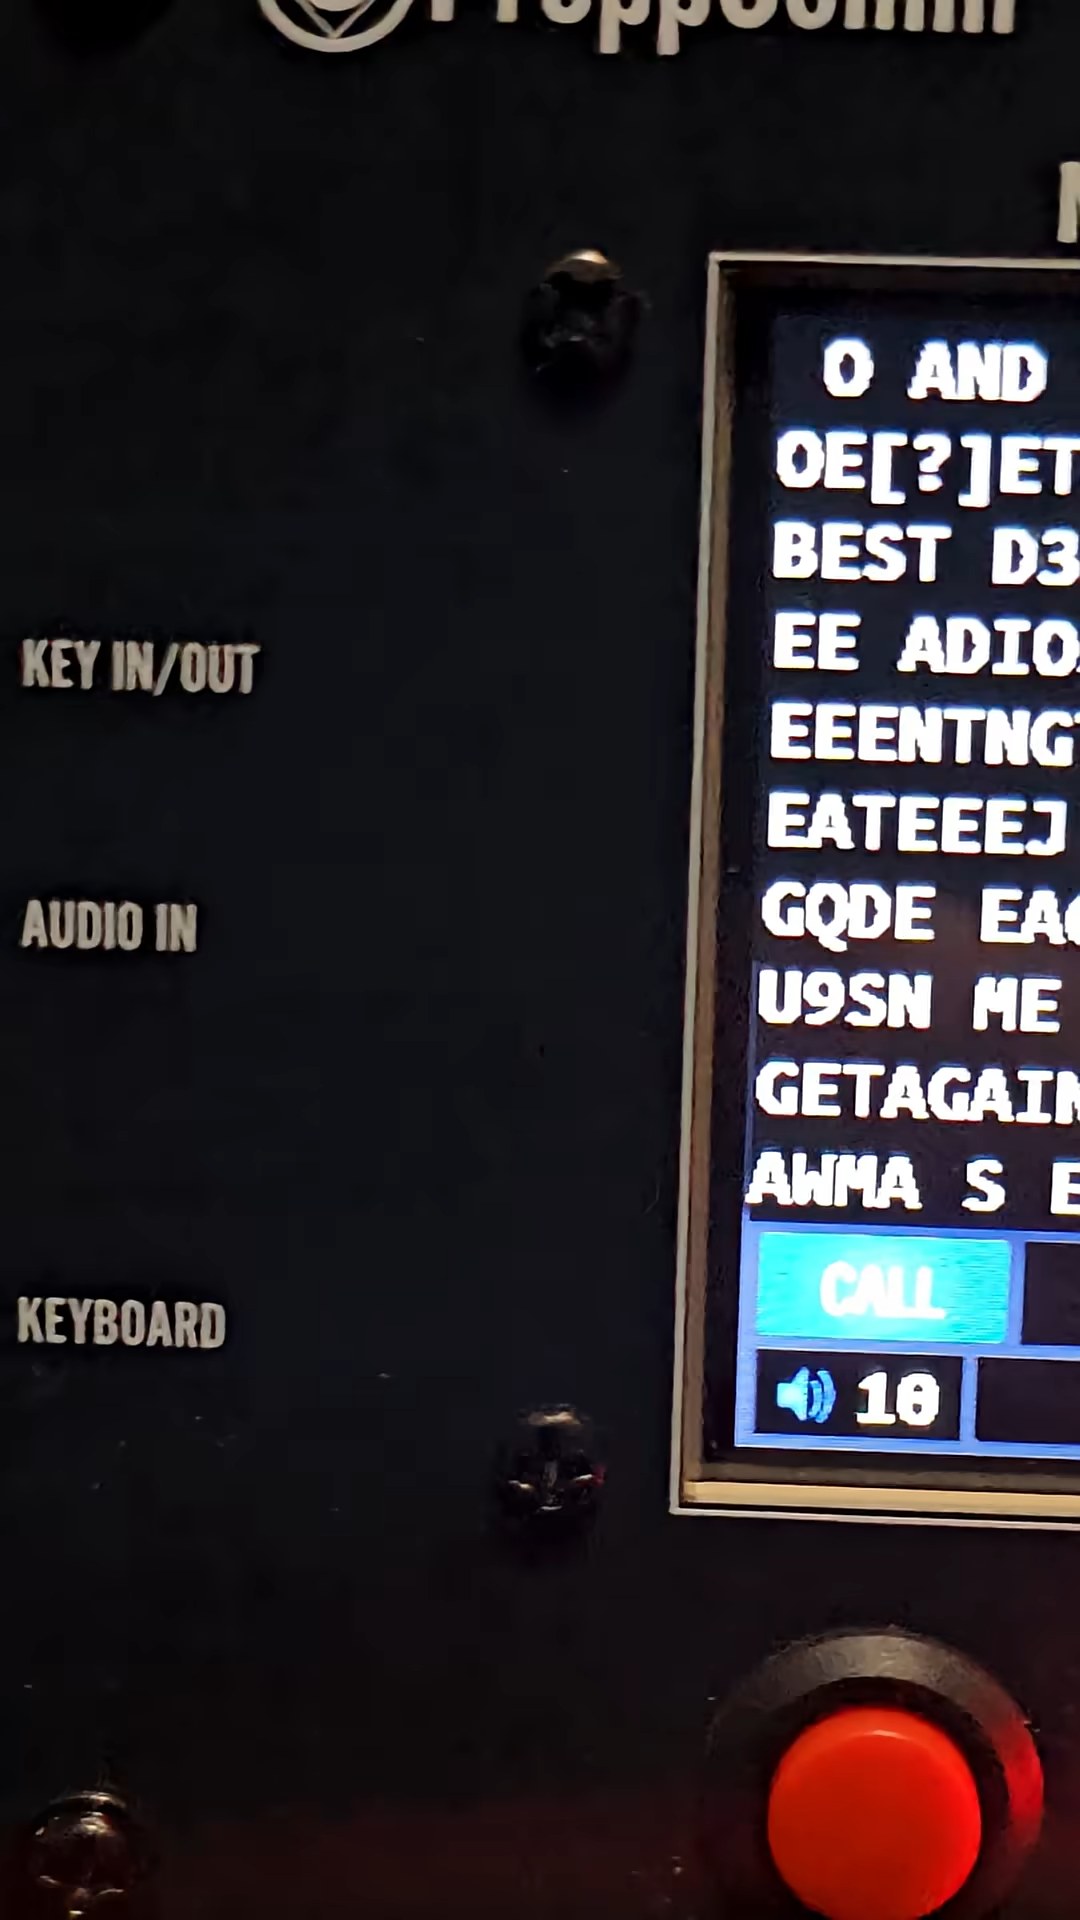 PreppComm
O AND
OE[?]ET
BEST D3
EE ADIO
KEY IN/OUT
EEENTNG
EATEEEJ
GQDE EA
AUDIO IN
U9SN ME
GETAGAIN
AWMA S E
CALL
KEYBOARD
10